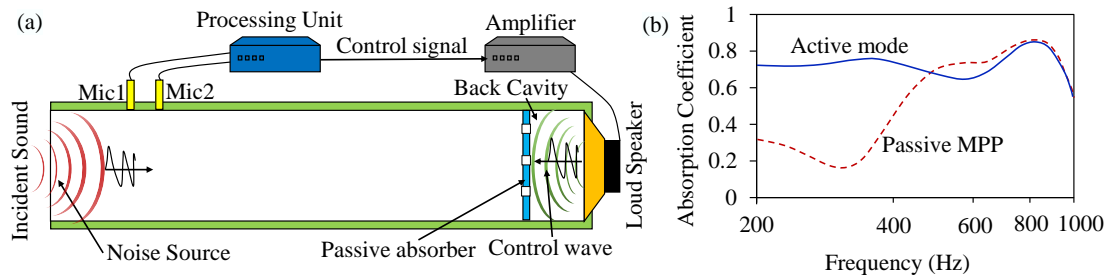 (a)
Processing Unit
Amplifier
Control signal
Mic1
Mic2
Back Cavity
Incident Sound
Loud Speaker
Noise Source
Passive absorber
Control wave
(b)
Absorption Coefficient
1
0.8
0.6
0.4
0.2
0
Active mode
Passive MPP
200
400
600
800
1000
Frequency (Hz)